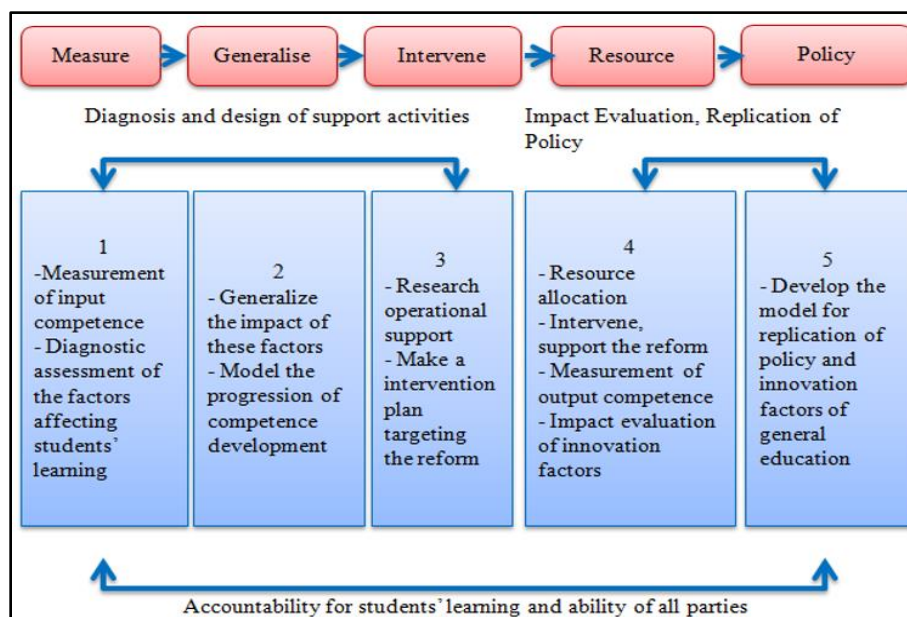 Measure
Generalise
Intervene
Resource
Policy
Diagnosis and design of support activities
Impact Evaluation, Replication of
Policy
1
-Measurement
of input
competence
- Diagnostic
assessment of
the factors
affecting
students’
learning
2
- Generalize
the impact of
these factors
- Model the
progression of
competence
development
3
- Research
operational
support
- Make a
intervention
plan
targeting
the reform
4
- Resource
allocation
- Intervene,
support the reform
- Measurement of
output competence
- Impact evaluation
of innovation
factors
5
- Develop the
model for
replication of
policy and
innovation
factors of
general
education
Accountability for students’ learning and ability of all parties